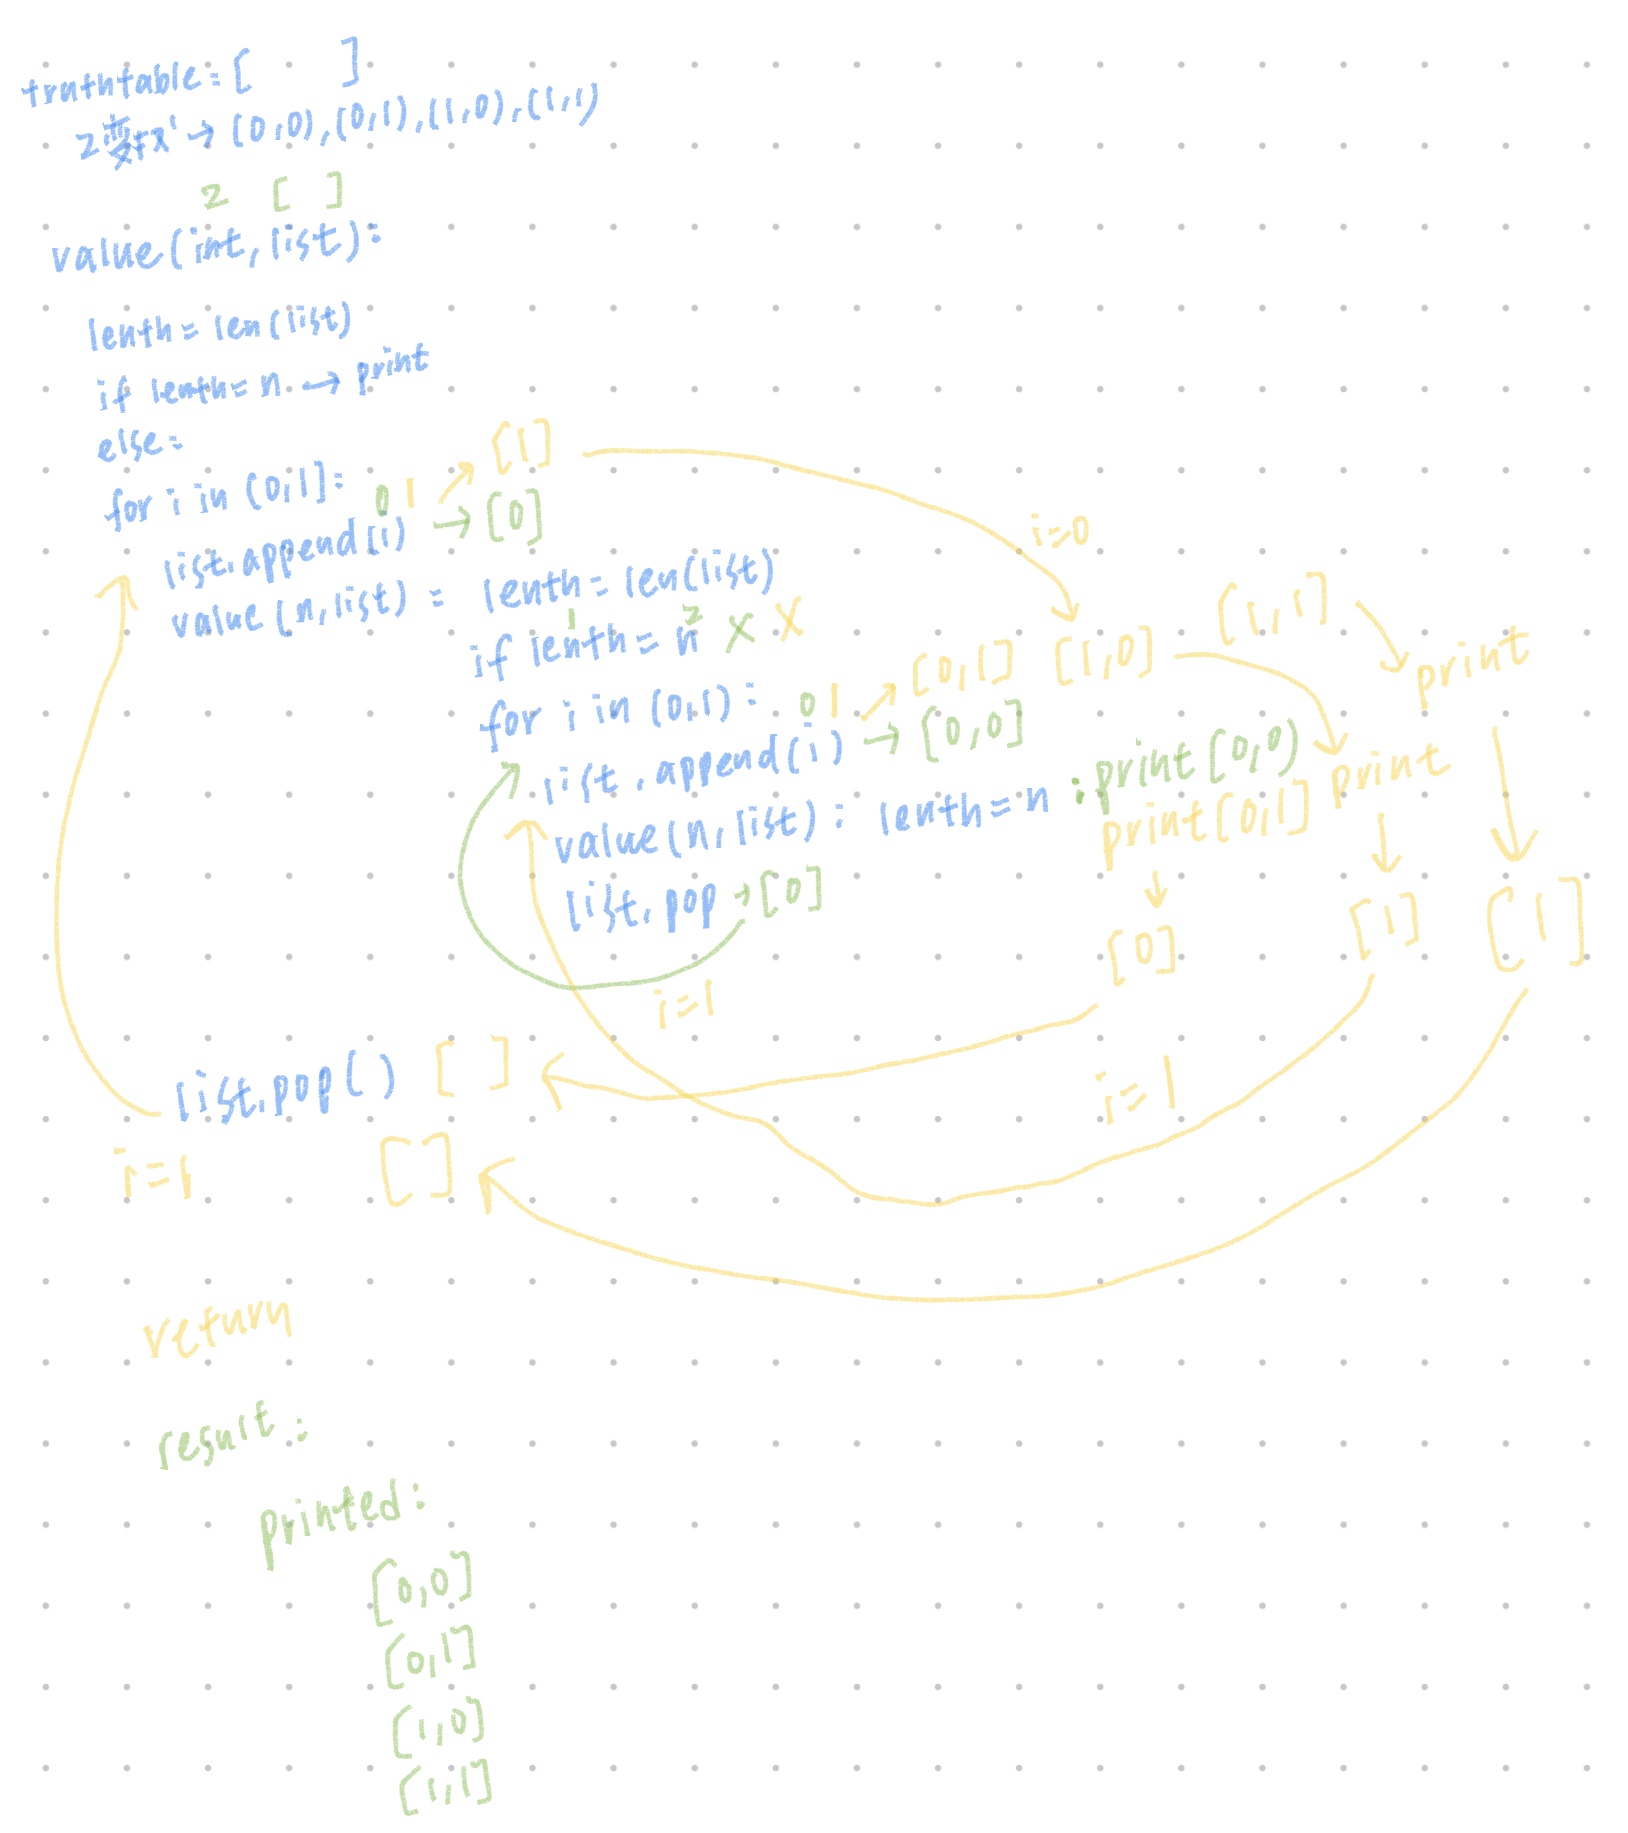 truthtable=[ ]
2変数→(0,0),(0,1),(1,0),(1,1)
2 [ ]
value(int,list):
lenth=len(list)
if lenth=n→print
else:
for i in (0,1]:
0 1 → [1]
list.append(i) → [0]
value(n,list): lenth=len(list)
1 2
if lenth=n × ×
for i in (0,1): 0 1 → [0,1] [1,0] [1,1] print
i=0
list.append(i) → [0,0]
value(n,list): lenth=n :print[0,0)
print[0,1] print
list.pop→[0]
[0] [1] [1]
i=1
list.pop() [ ]
i=1
i=1 [ ]
return
result:
printed:
[0,0]
[0,1]
[1,0]
[1,1]